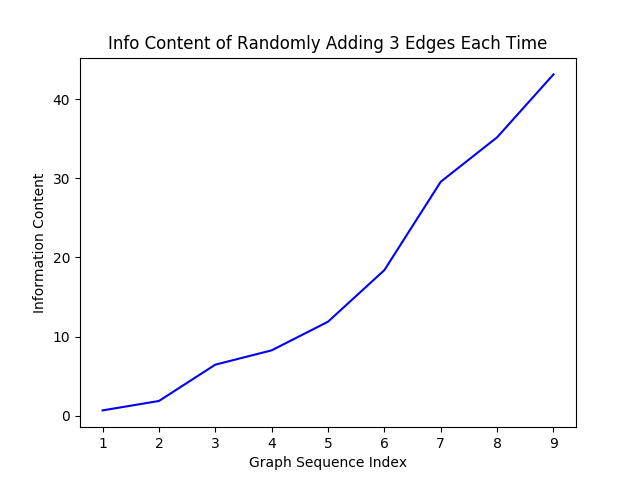 Info Content of Randomly Adding 3 Edges Each Time
40
30
20
10
0
Information Content
1 2 3 4 5 6 7 8 9
Graph Sequence Index